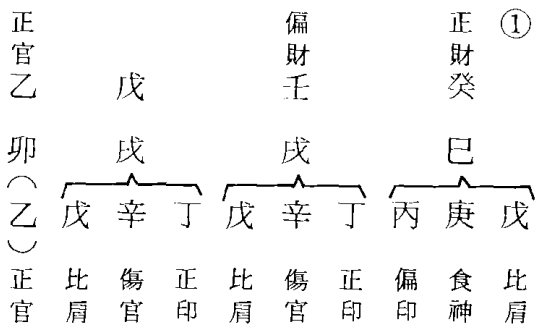 ①
正財 偏財 正官
癸 壬 戊 乙
巳 戌 戌 卯
戊 庚 丙 丁 辛 戊 丁 辛 戊 (乙)
比肩 食神 偏印 正印 傷官 比肩 正印 傷官 比肩 正官